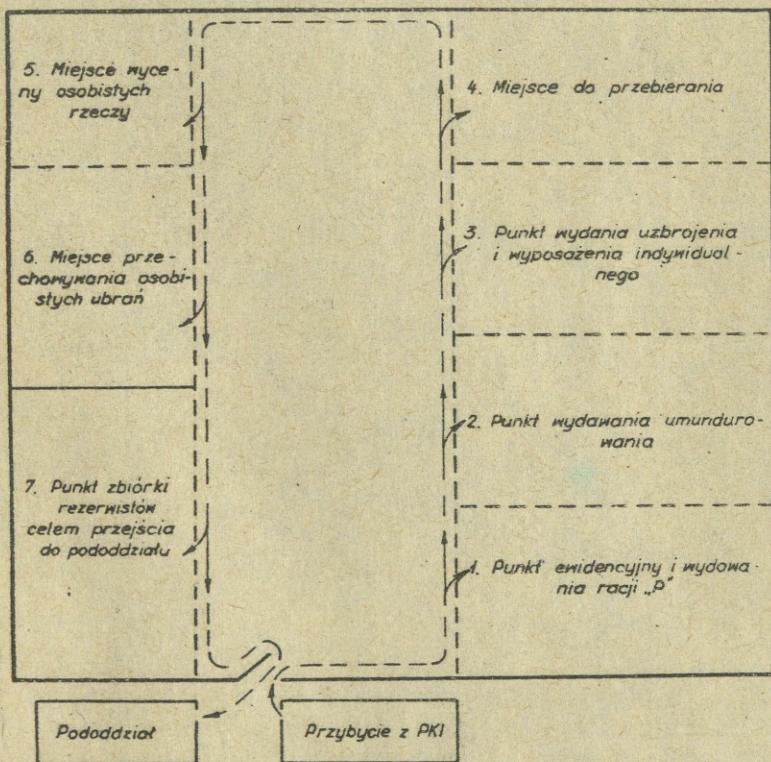 5. Miejsce wyce-
ny osobistych
rzeczy
6. Miejsce prze-
chowywania osobi-
stych ubrań
7. Punkt zbiórki
rezerwistów
celem przejścia
do pododdziału
4. Miejsce do przebierania
3. Punkt wydania uzbrojenia
i wyposażenia indywidual-
nego
2. Punkt wydawania umunduro-
wania
1. Punkt ewidencyjny i wydawa-
nia racji „P"
Pododdział
Przybycie z PKI